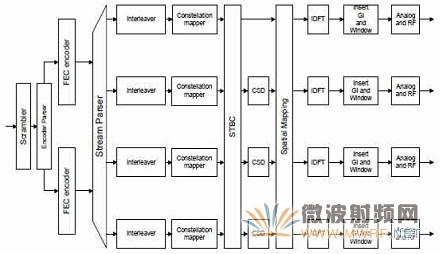 Scrambler
Encoder Parser
FEC encoder
FEC encoder
Stream Parser
Interleaver
Constellation
mapper
STBC
Spatial Mapping
IDFT
Insert
GI
and
Window
Analog
and RF
Interleaver
Constellation
mapper
CSD
IDFT
Insert
GI
and
Window
Analog
and RF
Interleaver
Constellation
mapper
CSD
IDFT
Insert
GI
and
Window
Analog
and RF
Interleaver
Constellation
mapper
CSD
IDFT
Insert
Window
微波射频网